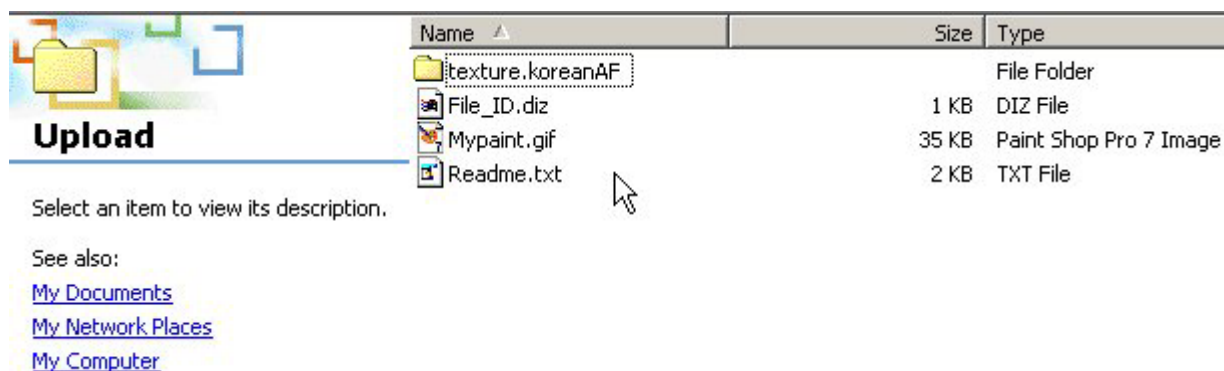 Name Size Type
texture.koreanAF File Folder
File_ID.diz 1 KB DIZ File
Mypaint.gif 35 KB Paint Shop Pro 7 Image
Readme.txt 2 KB TXT File
Upload
Select an item to view its description.
See also:
My Documents
My Network Places
My Computer